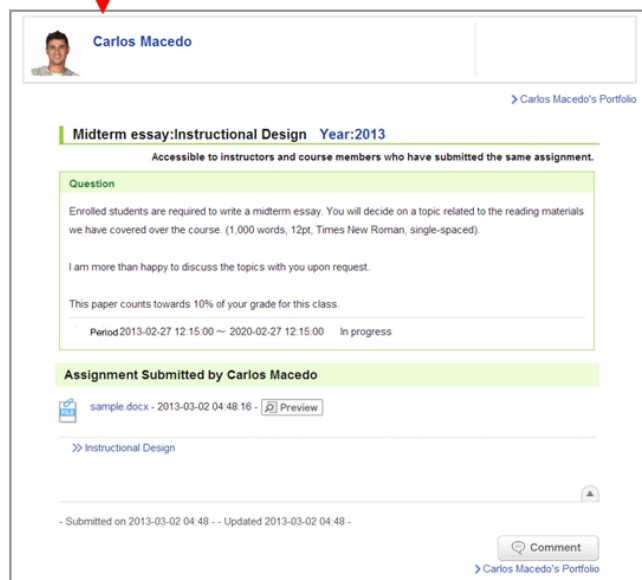 Carlos Macedo
Carlos Macedo's Portfolio
Midterm essay:Instructional Design Year:2013
Accessible to instructors and course members who have submitted the same assignment.
Question
Enrolled students are required to write a midterm essay. You will decide on a topic related to the reading materials
we have covered over the course. (1,000 words, 12pt, Times New Roman, single-spaced).
I am more than happy to discuss the topics with you upon request.
This paper counts towards 10% of your grade for this class.
Period 2013-02-27 12:15:00 ~ 2020-02-27 12:15:00 In progress
Assignment Submitted by Carlos Macedo
FILE sample.docx - 2013-03-02 04:48:16 - Preview
Instructional Design
- Submitted on 2013-03-02 04:48 - - Updated 2013-03-02 04:48 -
Comment
Carlos Macedo's Portfolio